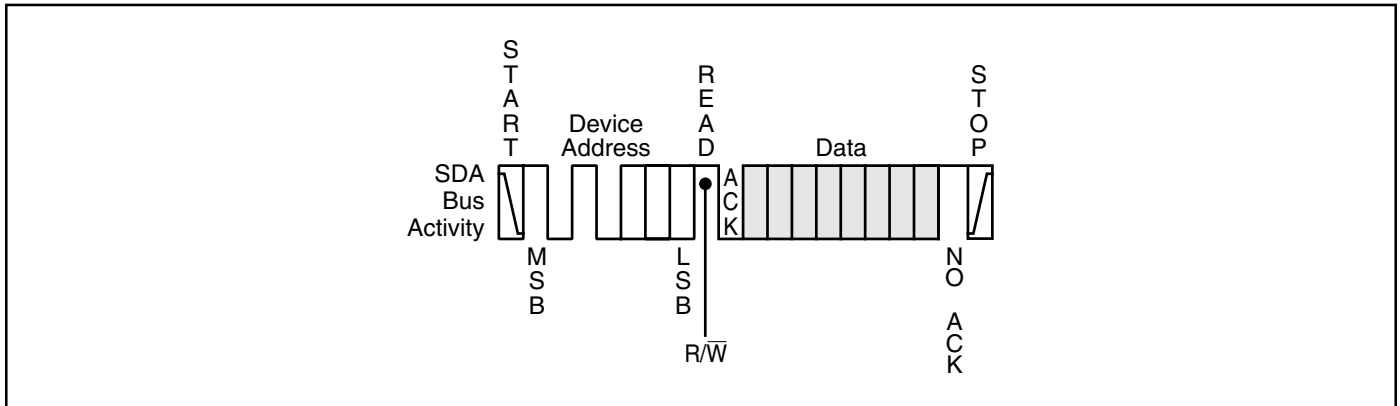 START
Device
Address
READ
Data
STOP
SDA
Bus
Activity
ACK
MSB
LSB
R/W̅
NO ACK